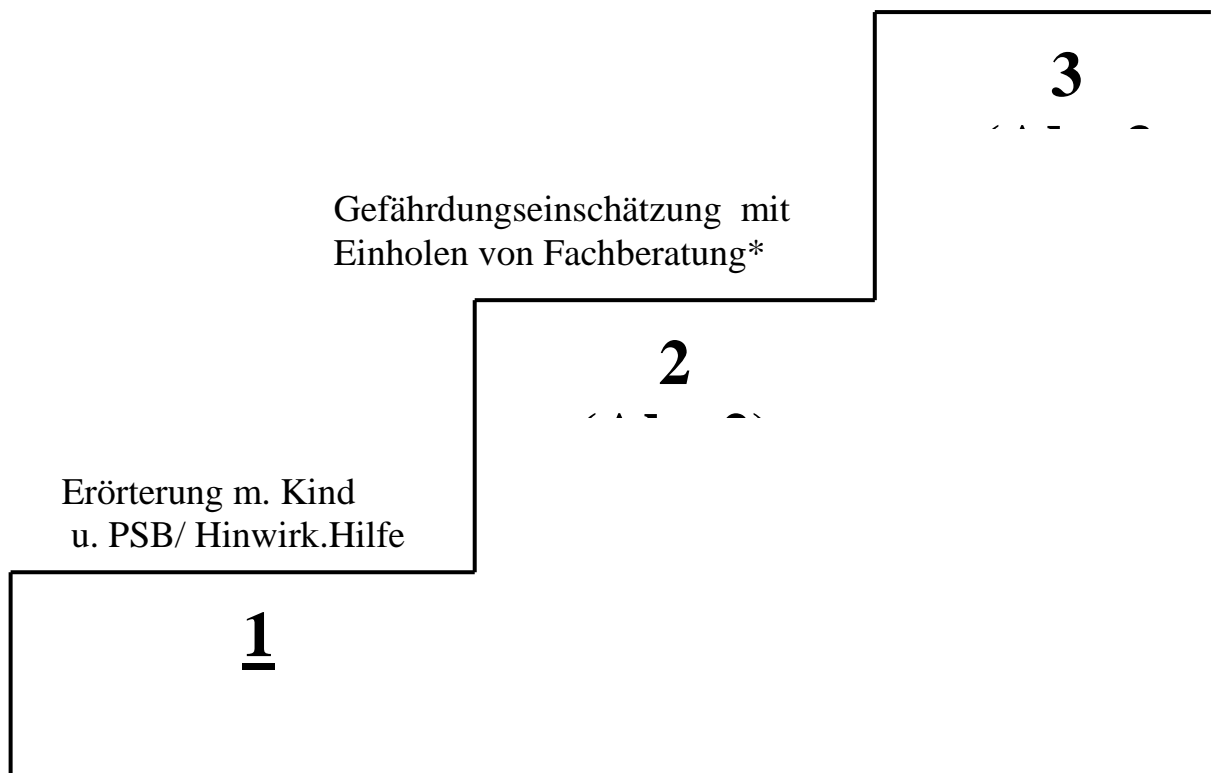 3
Gefährdungseinschätzung mit
Einholen von Fachberatung*
2
Erörterung m. Kind
u. PSB/ Hinwirk.Hilfe
1